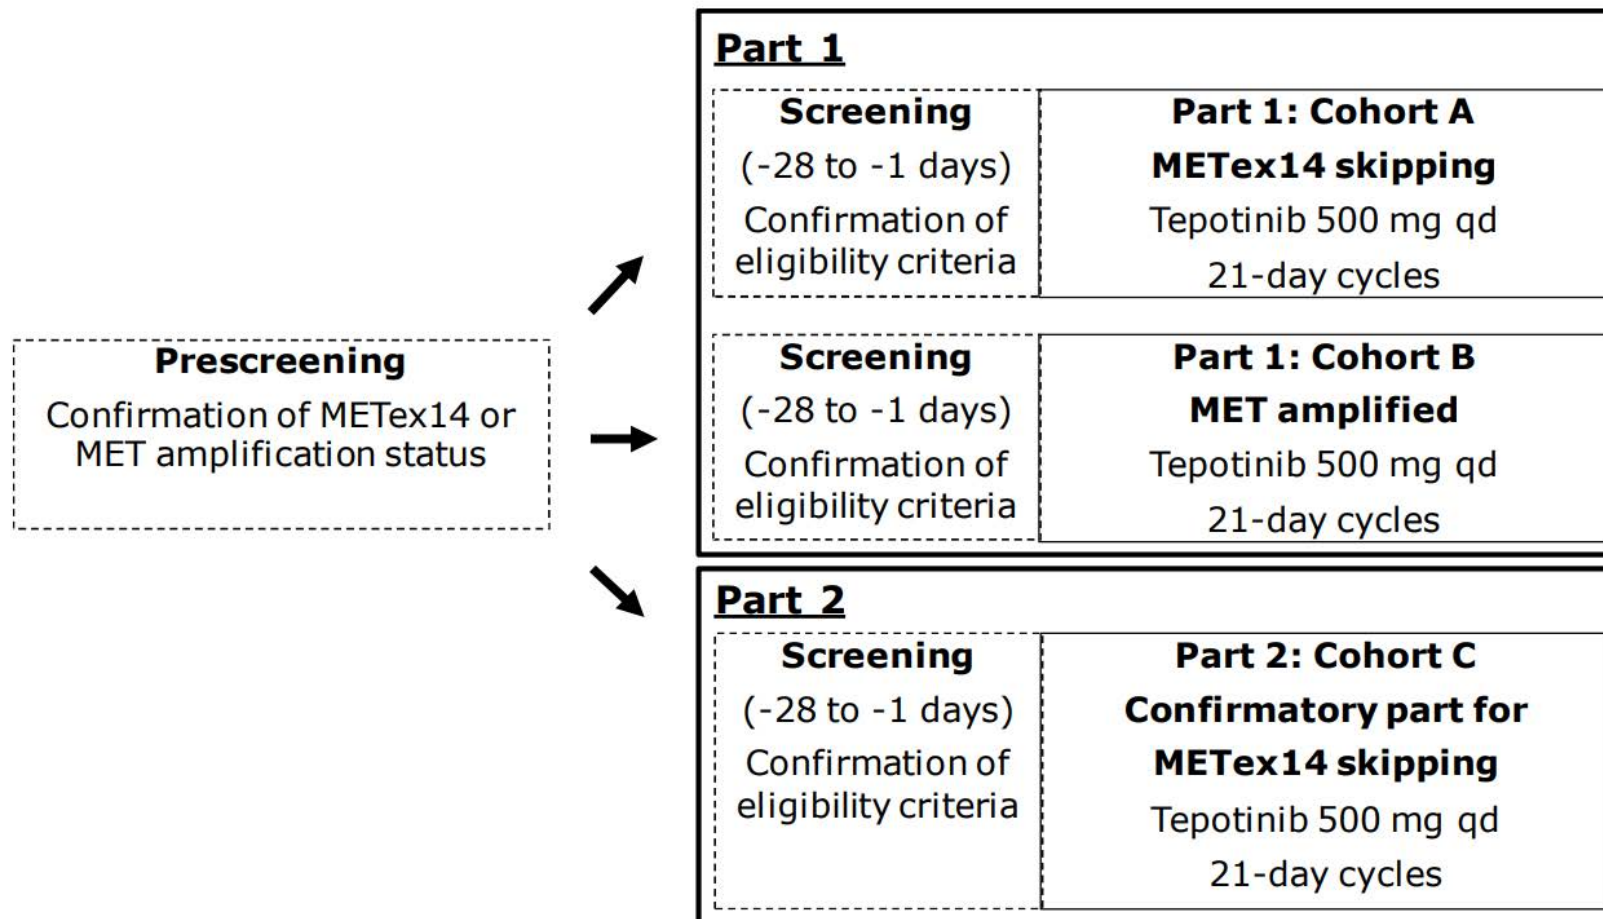 Prescreening
Confirmation of METex14 or
MET amplification status
Part 1
Screening
(-28 to -1 days)
Confirmation of
eligibility criteria
Part 1: Cohort A
METex14 skipping
Tepotinib 500 mg qd
21-day cycles
Screening
(-28 to -1 days)
Confirmation of
eligibility criteria
Part 1: Cohort B
MET amplified
Tepotinib 500 mg qd
21-day cycles
Part 2
Screening
(-28 to -1 days)
Confirmation of
eligibility criteria
Part 2: Cohort C
Confirmatory part for
METex14 skipping
Tepotinib 500 mg qd
21-day cycles